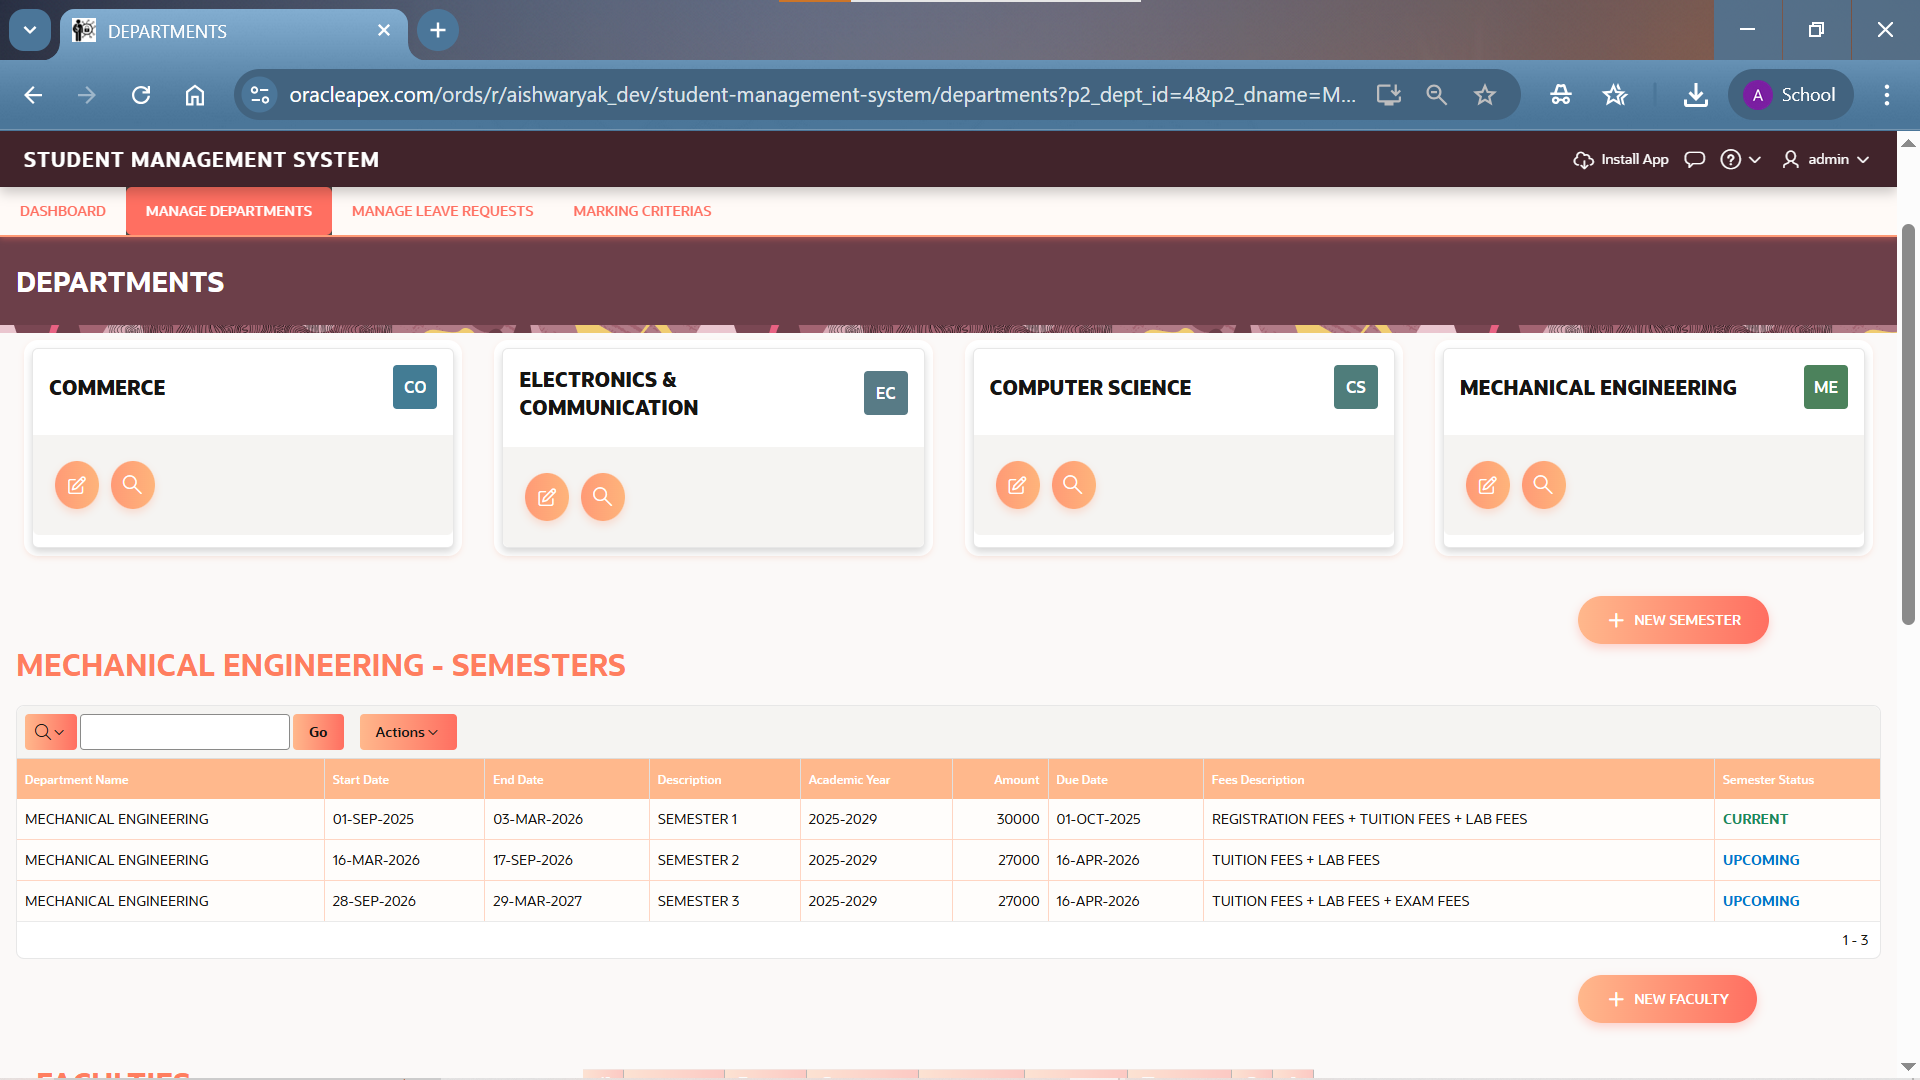 DEPARTMENTS
oracleapex.com/ords/r/aishwaryak_dev/student-management-system/departments?p2_dept_id=4&p2_dname=M...
A School
STUDENT MANAGEMENT SYSTEM
Install App
admin
DASHBOARD
MANAGE DEPARTMENTS
MANAGE LEAVE REQUESTS
MARKING CRITERIAS
DEPARTMENTS
COMMERCE
CO
ELECTRONICS &
COMMUNICATION
EC
COMPUTER SCIENCE
CS
MECHANICAL ENGINEERING
ME
+ NEW SEMESTER
MECHANICAL ENGINEERING - SEMESTERS
Go
Actions
Department Name Start Date End Date Description Academic Year Amount Due Date Fees Description Semester Status
MECHANICAL ENGINEERING 01-SEP-2025 03-MAR-2026 SEMESTER 1 2025-2029 30000 01-OCT-2025 REGISTRATION FEES + TUITION FEES + LAB FEES CURRENT
MECHANICAL ENGINEERING 16-MAR-2026 17-SEP-2026 SEMESTER 2 2025-2029 27000 16-APR-2026 TUITION FEES + LAB FEES UPCOMING
MECHANICAL ENGINEERING 28-SEP-2026 29-MAR-2027 SEMESTER 3 2025-2029 27000 16-APR-2026 TUITION FEES + LAB FEES + EXAM FEES UPCOMING
1 - 3
+ NEW FACULTY
FACULTIES